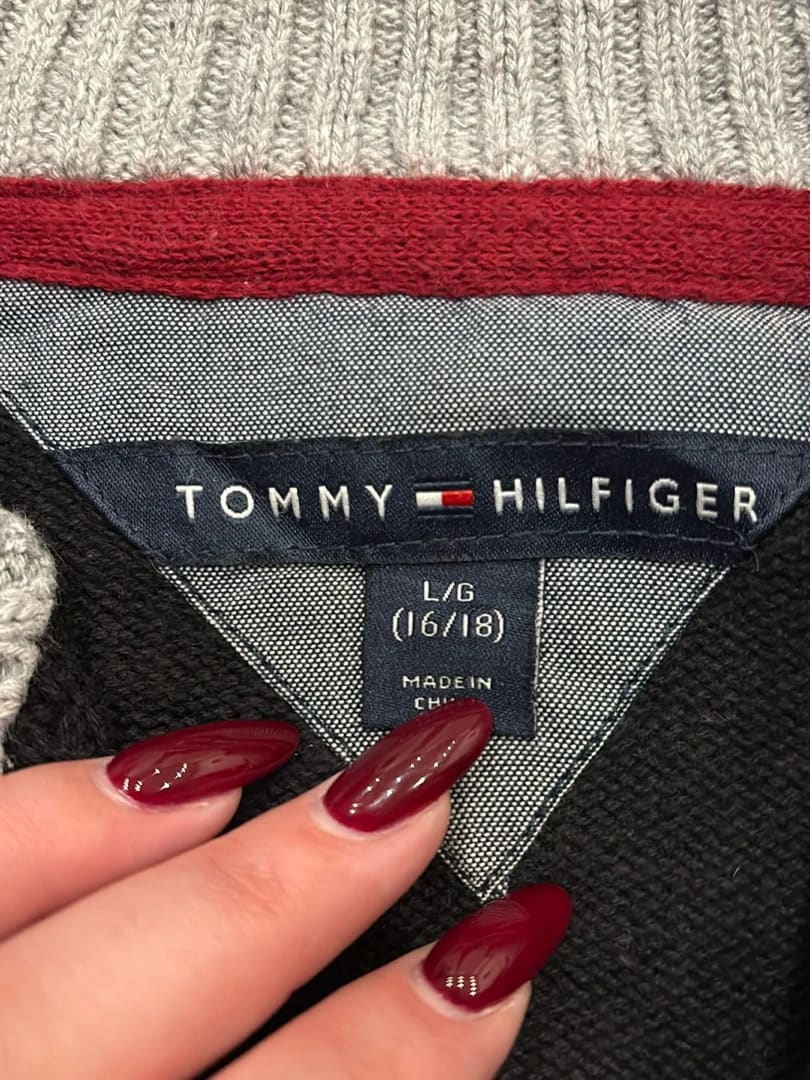 TOMMY HILFIGER
L/G
(16/18)
MADE IN